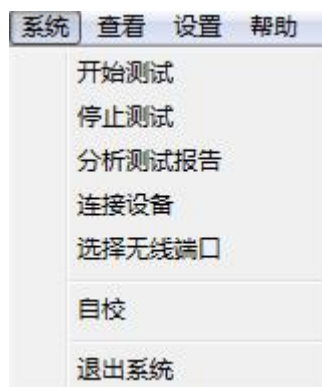 系统 查看 设置 帮助
开始测试
停止测试
分析测试报告
连接设备
选择无线端口
自校
退出系统